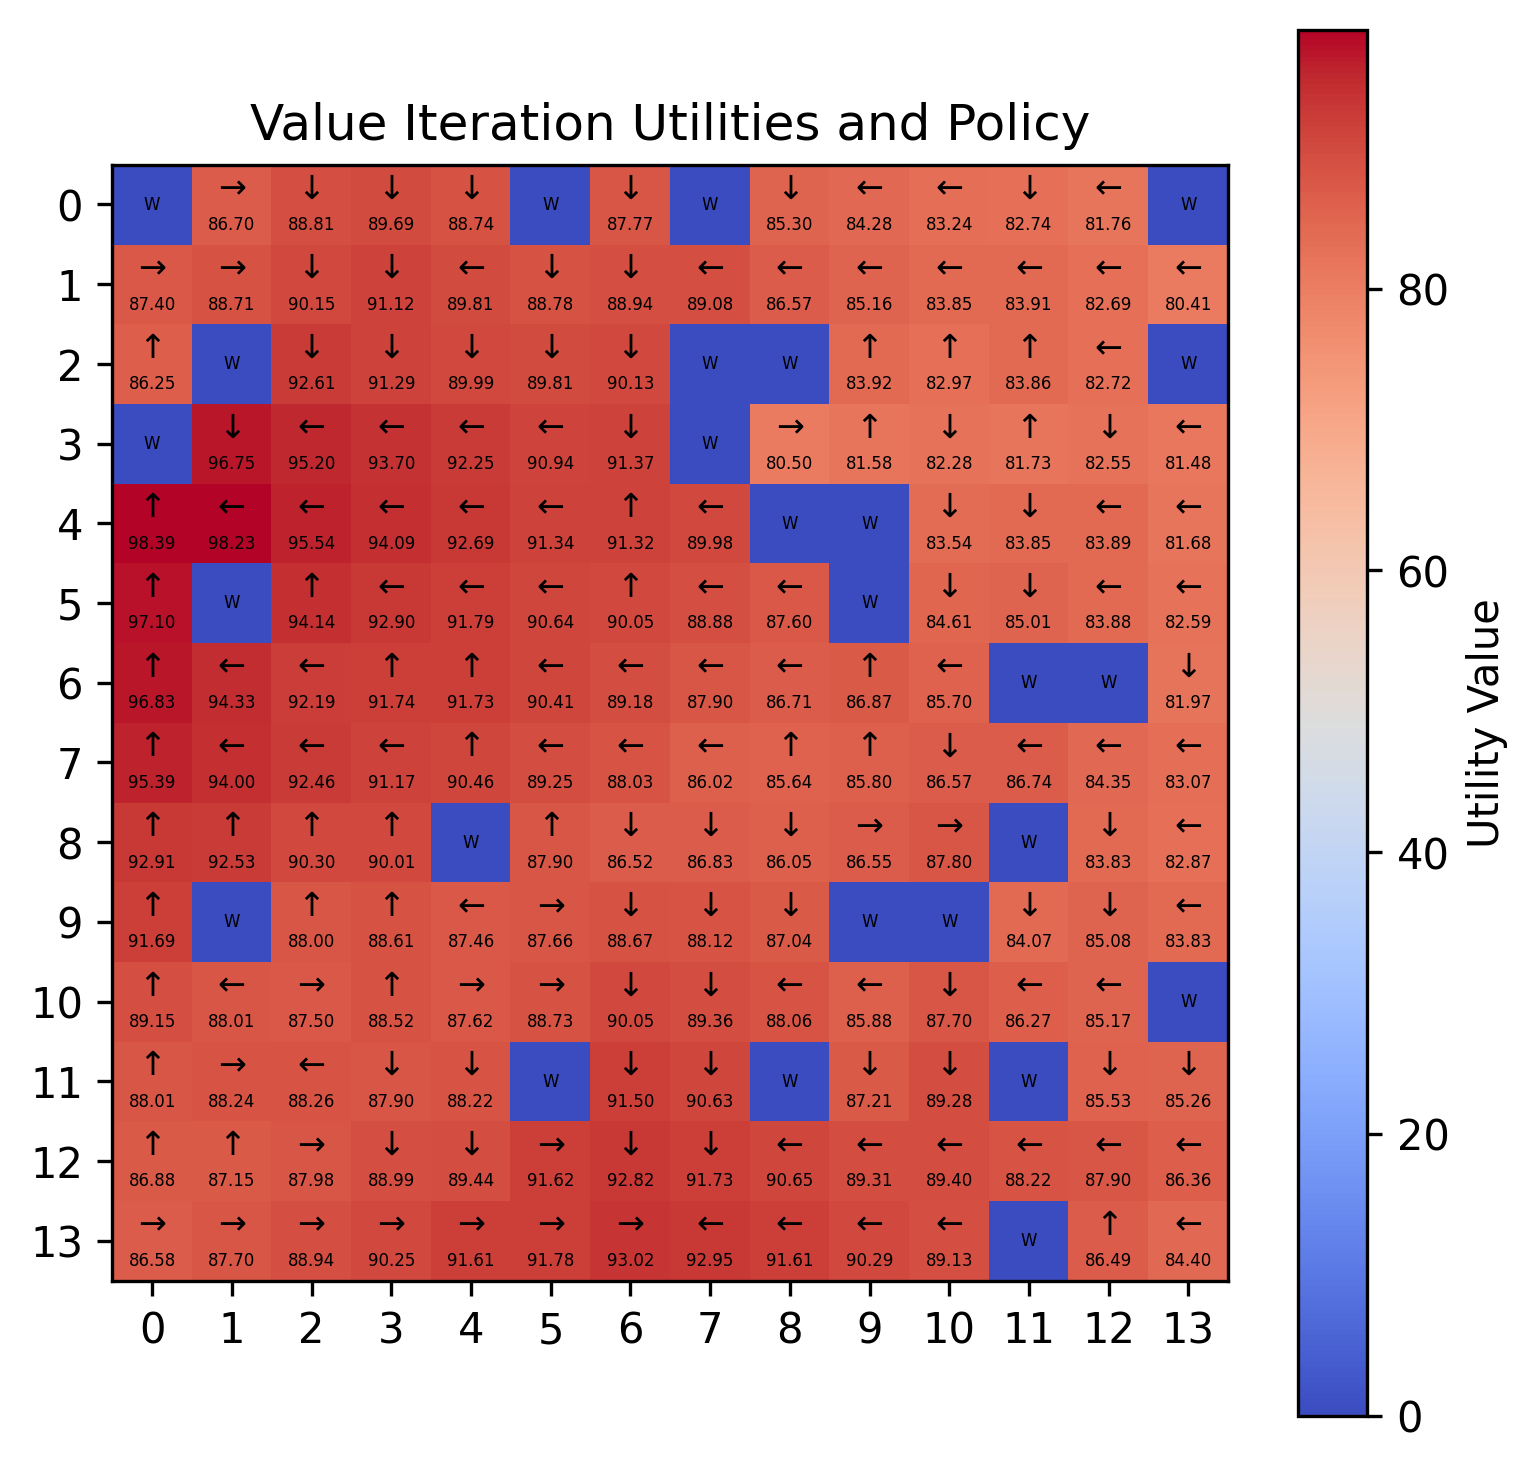 Value Iteration Utilities and Policy
0 W → ↓ ↓ ↓ W ↓ W ↓ ← ← ↓ ← W
86.70 88.81 89.69 88.74 87.77 85.30 84.28 83.24 82.74 81.76
1 → → ↓ ↓ ← ↓ ↓ ← ← ← ← ← ← ←
87.40 88.71 90.15 91.12 89.81 88.78 88.94 89.08 86.57 85.16 83.85 83.91 82.69 80.41
2 ↑ W ↓ ↓ ↓ ↓ ↓ W W ↑ ↑ ↑ ← W
86.25 92.61 91.29 89.99 89.81 90.13 83.92 82.97 83.86 82.72
3 W ↓ ← ← ← ← ↓ W → ↑ ↓ ↑ ↓ ←
96.75 95.20 93.70 92.25 90.94 91.37 80.50 81.58 82.28 81.73 82.55 81.48
4 ↑ ← ← ← ← ← ↑ ← W W ↓ ↓ ← ←
98.39 98.23 95.54 94.09 92.69 91.34 91.32 89.98 83.54 83.85 83.89 81.68
5 ↑ W ↑ ← ← ← ↑ ← ← W ↓ ↓ ← ←
97.10 94.14 92.90 91.79 90.64 90.05 88.88 87.60 84.61 85.01 83.88 82.59
6 ↑ ← ← ↑ ↑ ← ← ← ← ↑ ← W W ↓
96.83 94.33 92.19 91.74 91.73 90.41 89.18 87.90 86.71 86.87 85.70 81.97
7 ↑ ← ← ← ↑ ← ← ← ↑ ↑ ↓ ← ← ←
95.39 94.00 92.46 91.17 90.46 89.25 88.03 86.02 85.64 85.80 86.57 86.74 84.35 83.07
8 ↑ ↑ ↑ ↑ W ↑ ↓ ↓ ↓ → → W ↓ ←
92.91 92.53 90.30 90.01 87.90 86.52 86.83 86.05 86.55 87.80 83.83 82.87
9 ↑ W ↑ ↑ ← → ↓ ↓ ↓ W W ↓ ↓ ←
91.69 88.00 88.61 87.46 87.66 88.67 88.12 87.04 84.07 85.08 83.83
10 ↑ ← → ↑ → → ↓ ↓ ← ← ↓ ← ← W
89.15 88.01 87.50 88.52 87.62 88.73 90.05 89.36 88.06 85.88 87.70 86.27 85.17
11 ↑ → ← ↓ ↓ W ↓ ↓ W ↓ ↓ W ↓ ↓
88.01 88.24 88.26 87.90 88.22 91.50 90.63 87.21 89.28 85.53 85.26
12 ↑ ↑ → ↓ ↓ → ↓ ↓ ← ← ← ← ← ←
86.88 87.15 87.98 88.99 89.44 91.62 92.82 91.73 90.65 89.31 89.40 88.22 87.90 86.36
13 → → → → → → → ← ← ← ← W ↑ ←
86.58 87.70 88.94 90.25 91.61 91.78 93.02 92.95 91.61 90.29 89.13 86.49 84.40
0 1 2 3 4 5 6 7 8 9 10 11 12 13
80
60
40
20
0
Utility Value